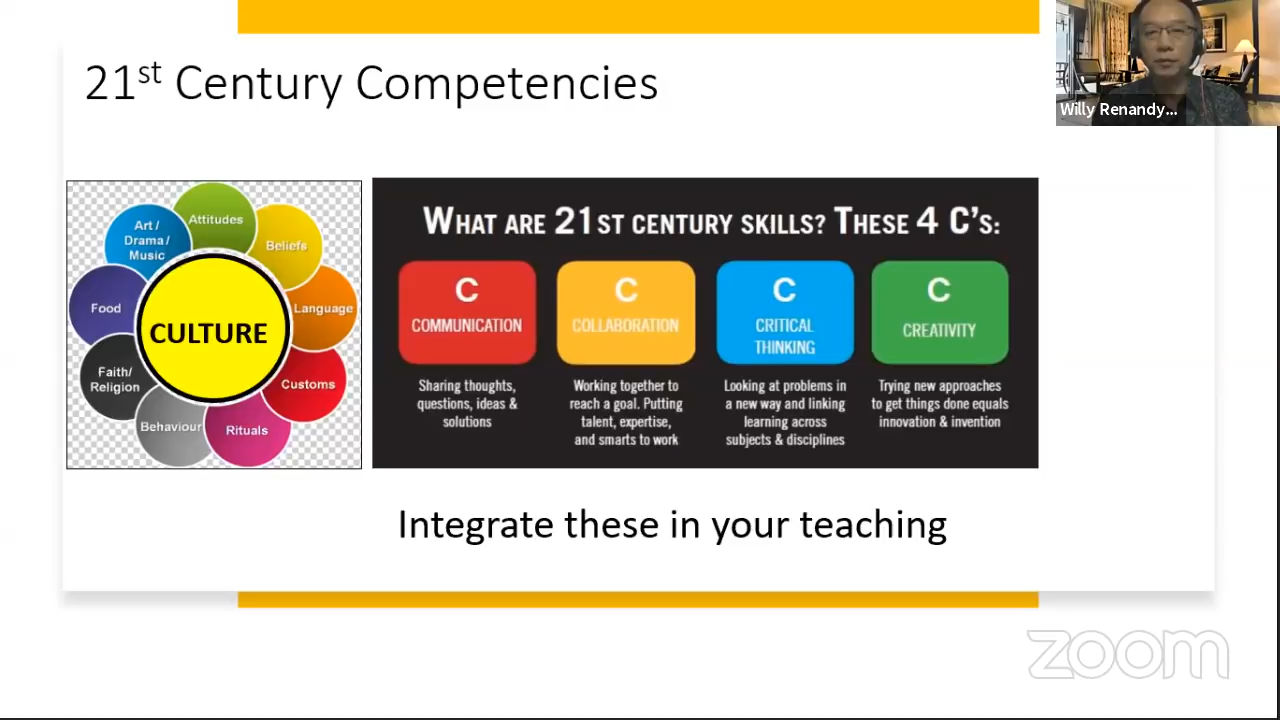 21st Century Competencies
Willy Renandy...
Attitudes
Art /
Drama /
Music
Beliefs
Food
Language
CULTURE
Faith/
Religion
Customs
Behaviour
Rituals
WHAT ARE 21ST CENTURY SKILLS? THESE 4 C'S:
C
COMMUNICATION
Sharing thoughts,
questions, ideas &
solutions
C
COLLABORATION
Working together to
reach a goal. Putting
talent, expertise,
and smarts to work
C
CRITICAL
THINKING
Looking at problems in
a new way and linking
learning across
subjects & disciplines
C
CREATIVITY
Trying new approaches
to get things done equals
innovation & invention
Integrate these in your teaching
zoom